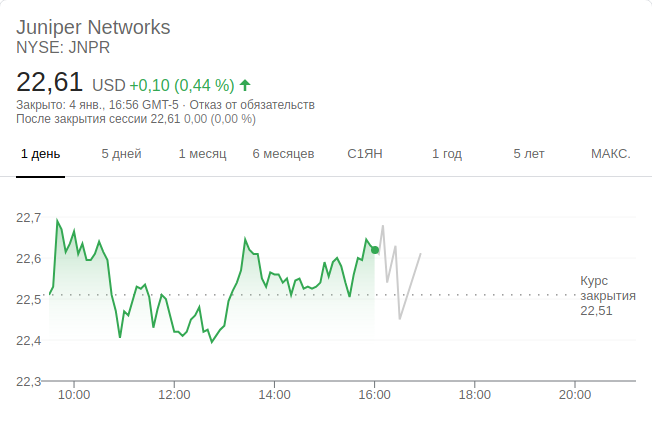 Juniper Networks
NYSE: JNPR
22,61 USD +0,10 (0,44 %)
Закрыто: 4 янв., 16:56 GMT-5 · Отказ от обязательств
После закрытия сессии 22,61 0,00 (0,00 %)
1 день 5 дней 1 месяц 6 месяцев С1ЯН 1 год 5 лет МАКС.
22,7
22,6
22,5
22,4
22,3
Курс
закрытия
22,51
10:00 12:00 14:00 16:00 18:00 20:00